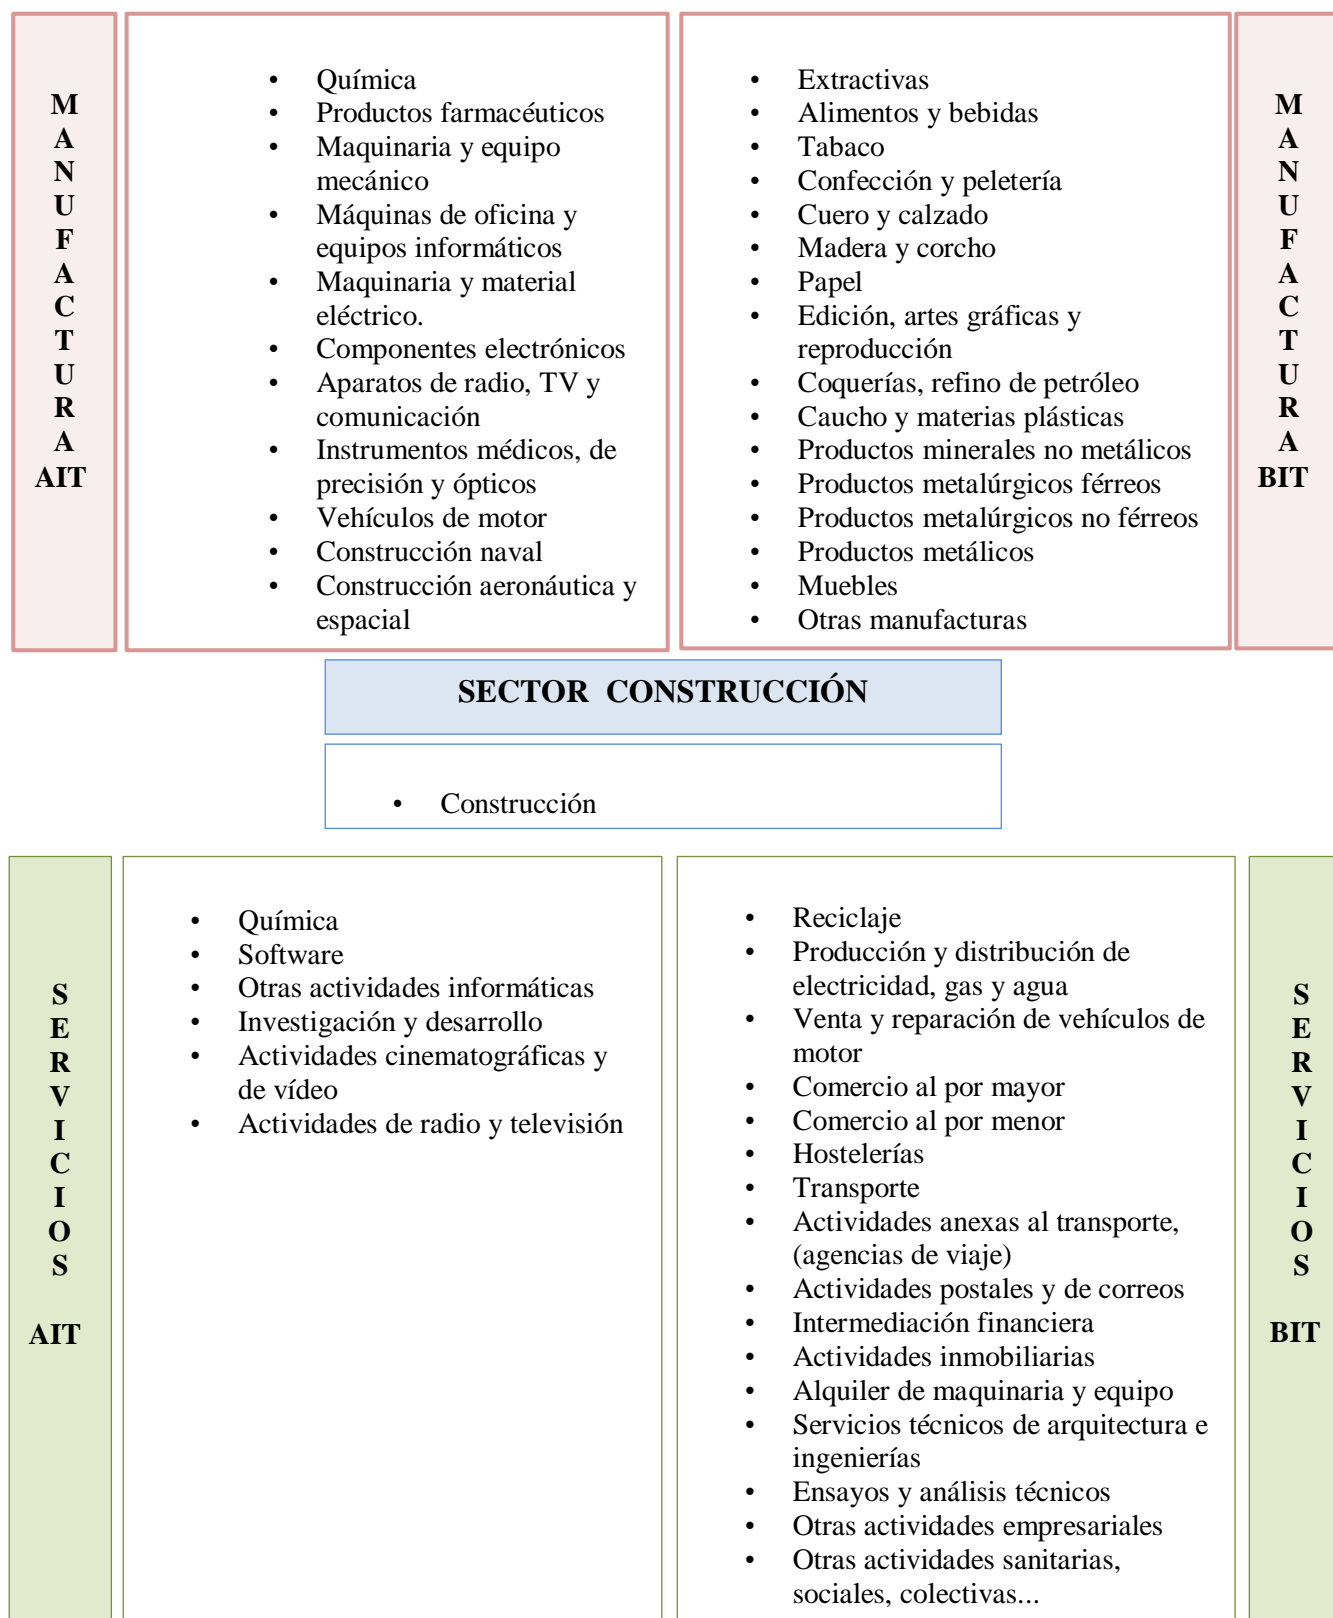 MANUFACTURA
AIT
• Química
• Productos farmacéuticos
• Maquinaria y equipo
mecánico
• Máquinas de oficina y
equipos informáticos
• Maquinaria y material
eléctrico.
• Componentes electrónicos
• Aparatos de radio, TV y
comunicación
• Instrumentos médicos, de
precisión y ópticos
• Vehículos de motor
• Construcción naval
• Construcción aeronáutica y
espacial
• Extractivas
• Alimentos y bebidas
• Tabaco
• Confección y peletería
• Cuero y calzado
• Madera y corcho
• Papel
• Edición, artes gráficas y
reproducción
• Coquerías, refino de petróleo
• Caucho y materias plásticas
• Productos minerales no metálicos
• Productos metalúrgicos férreos
• Productos metalúrgicos no férreos
• Productos metálicos
• Muebles
• Otras manufacturas
MANUFACTURA
BIT
SECTOR CONSTRUCCIÓN
• Construcción
SERVICIOS
AIT
• Química
• Software
• Otras actividades informáticas
• Investigación y desarrollo
• Actividades cinematográficas y
de vídeo
• Actividades de radio y televisión
• Reciclaje
• Producción y distribución de
electricidad, gas y agua
• Venta y reparación de vehículos de
motor
• Comercio al por mayor
• Comercio al por menor
• Hostelerías
• Transporte
• Actividades anexas al transporte,
(agencias de viaje)
• Actividades postales y de correos
• Intermediación financiera
• Actividades inmobiliarias
• Alquiler de maquinaria y equipo
• Servicios técnicos de arquitectura e
ingenierías
• Ensayos y análisis técnicos
• Otras actividades empresariales
• Otras actividades sanitarias,
sociales, colectivas...
SERVICIOS
BIT